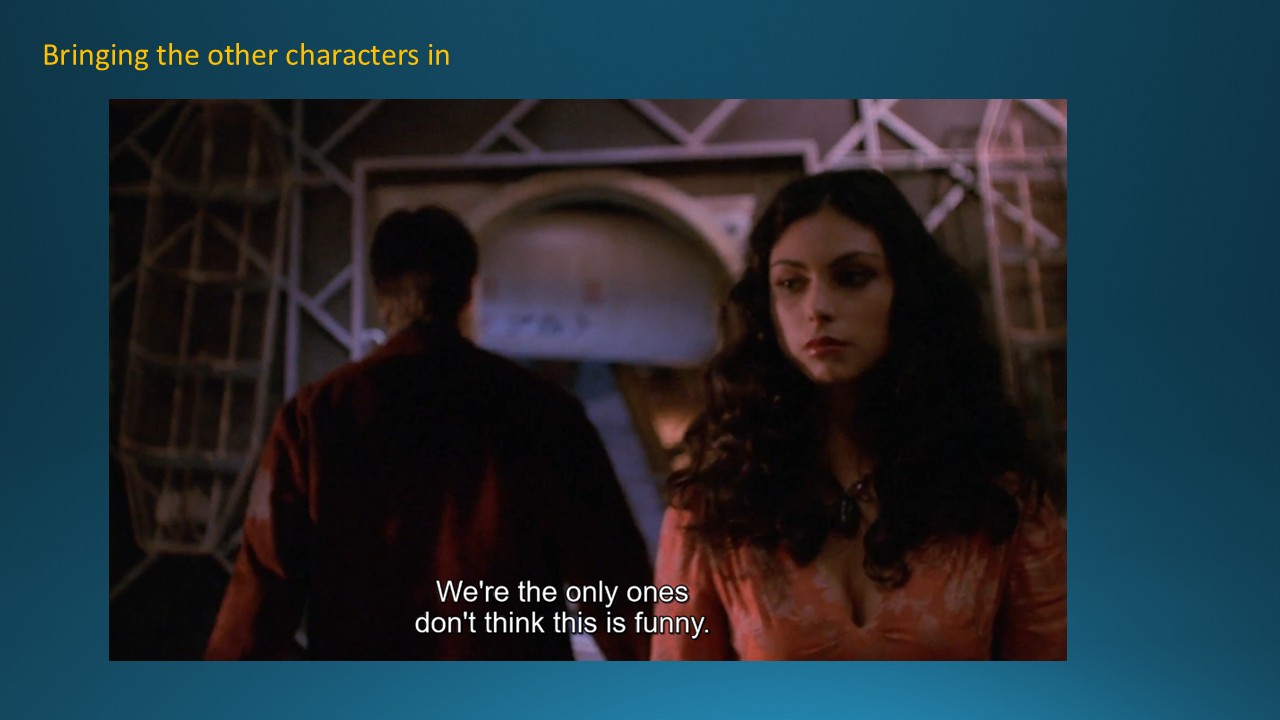 Bringing the other characters in
We're the only ones
don't think this is funny.